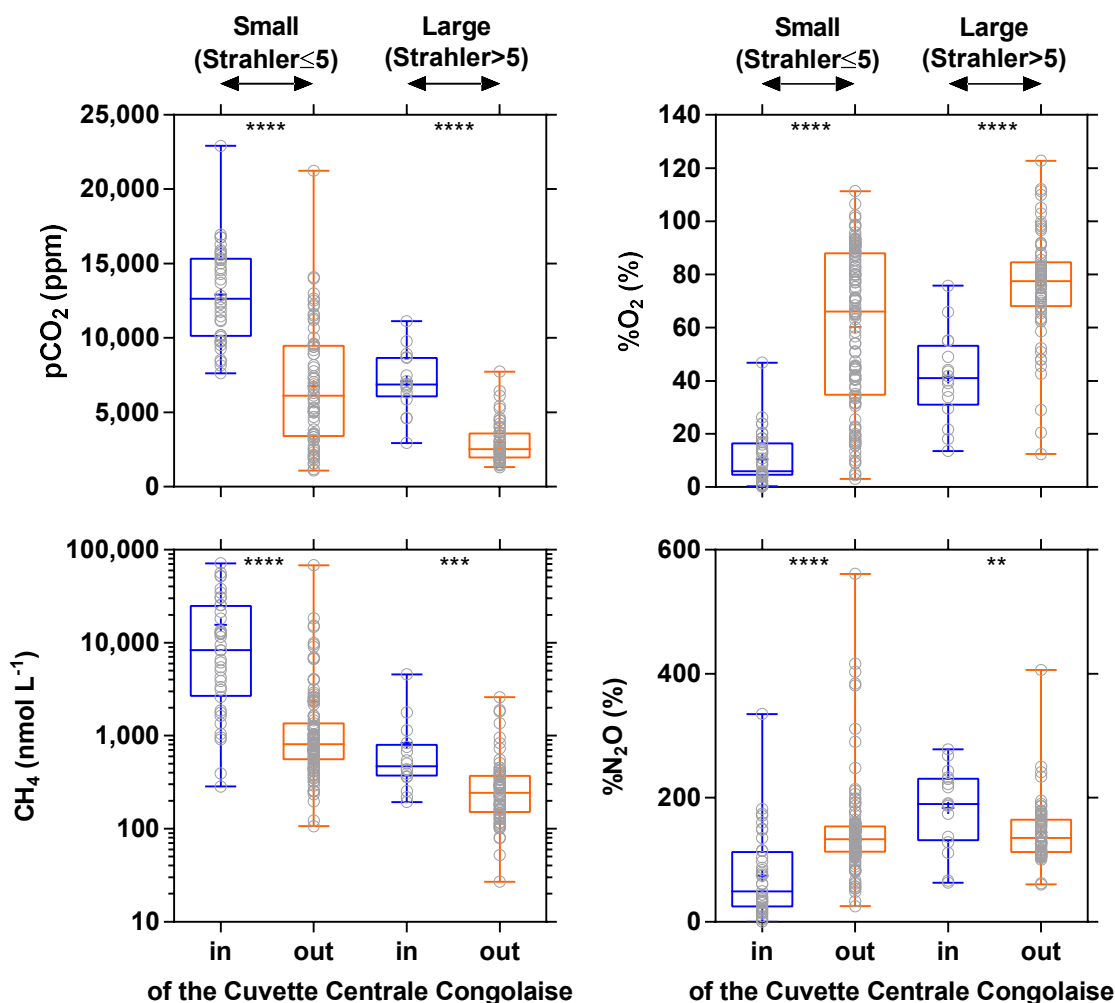 Small Large Small Large
(Strahler≤5) (Strahler>5) (Strahler≤5) (Strahler>5)
pCO₂ (ppm)
25,000
20,000
15,000
10,000
5,000
0
**** ****
%O₂ (%)
140
120
100
80
60
40
20
0
**** ****
CH₄ (nmol L⁻¹)
100,000
10,000
1,000
100
10
**** ***
in out in out
of the Cuvette Centrale Congolaise
%N₂O (%)
600
400
200
0
**** **
in out in out
of the Cuvette Centrale Congolaise